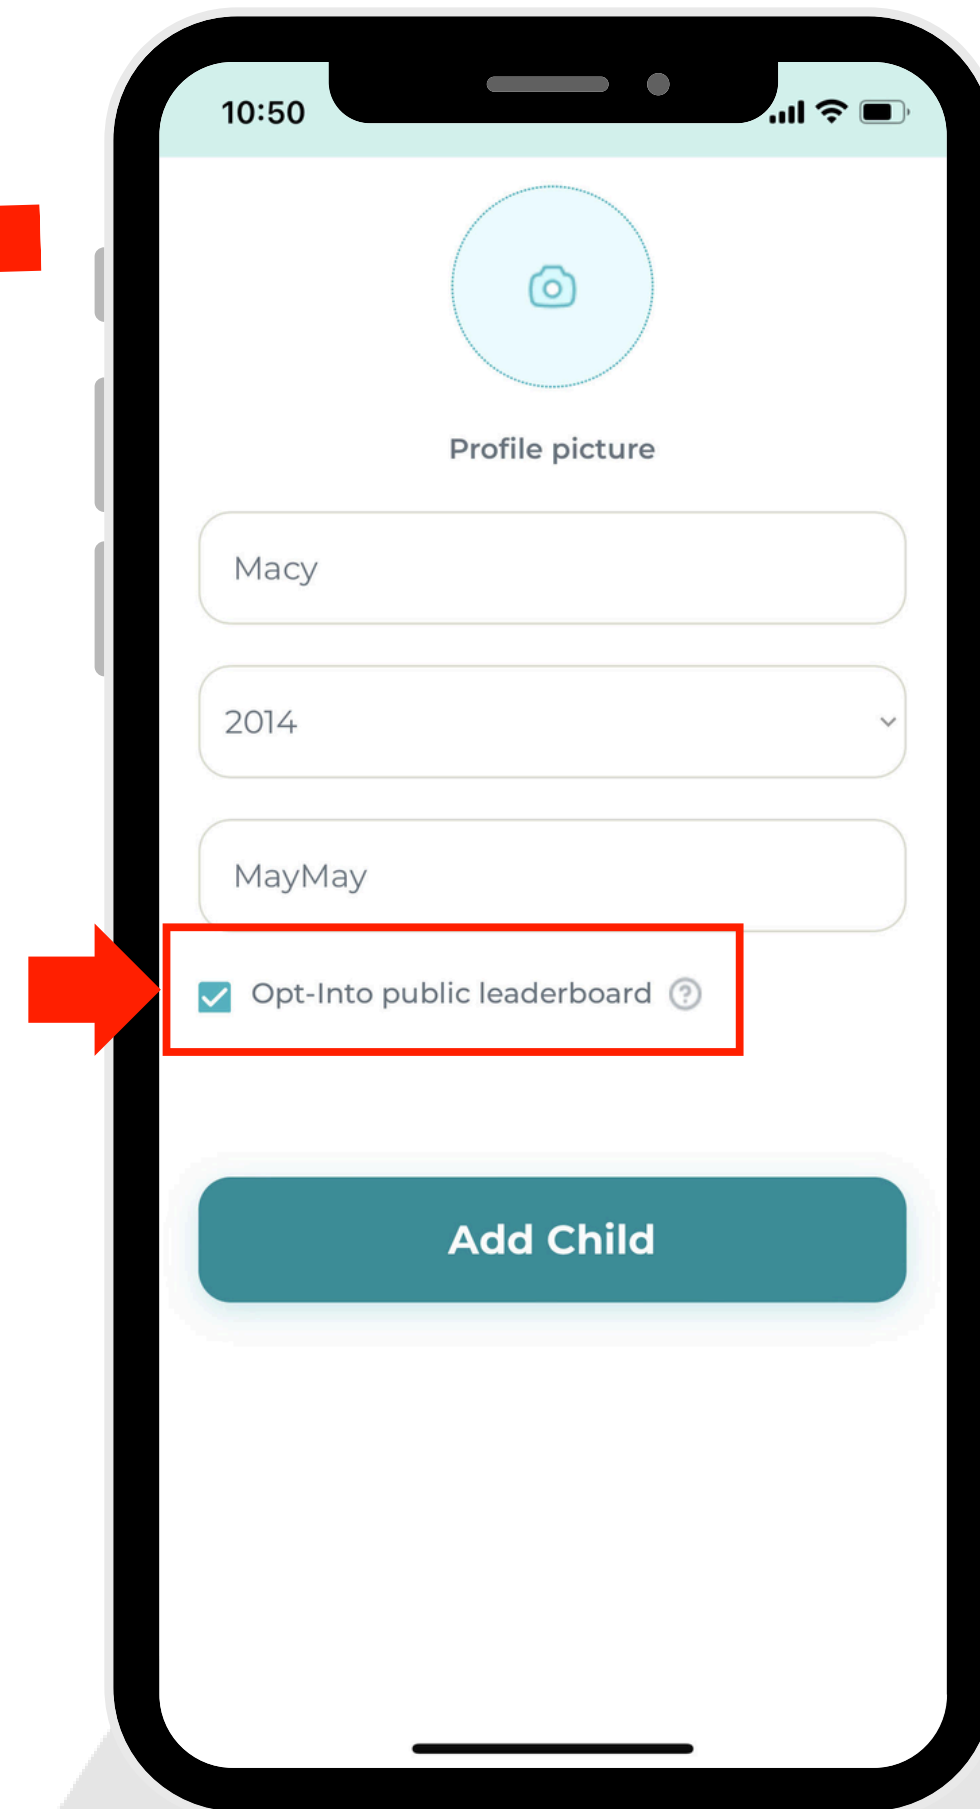 10:50
Profile picture
Macy
2014
MayMay
Opt-Into public leaderboard ?
Add Child